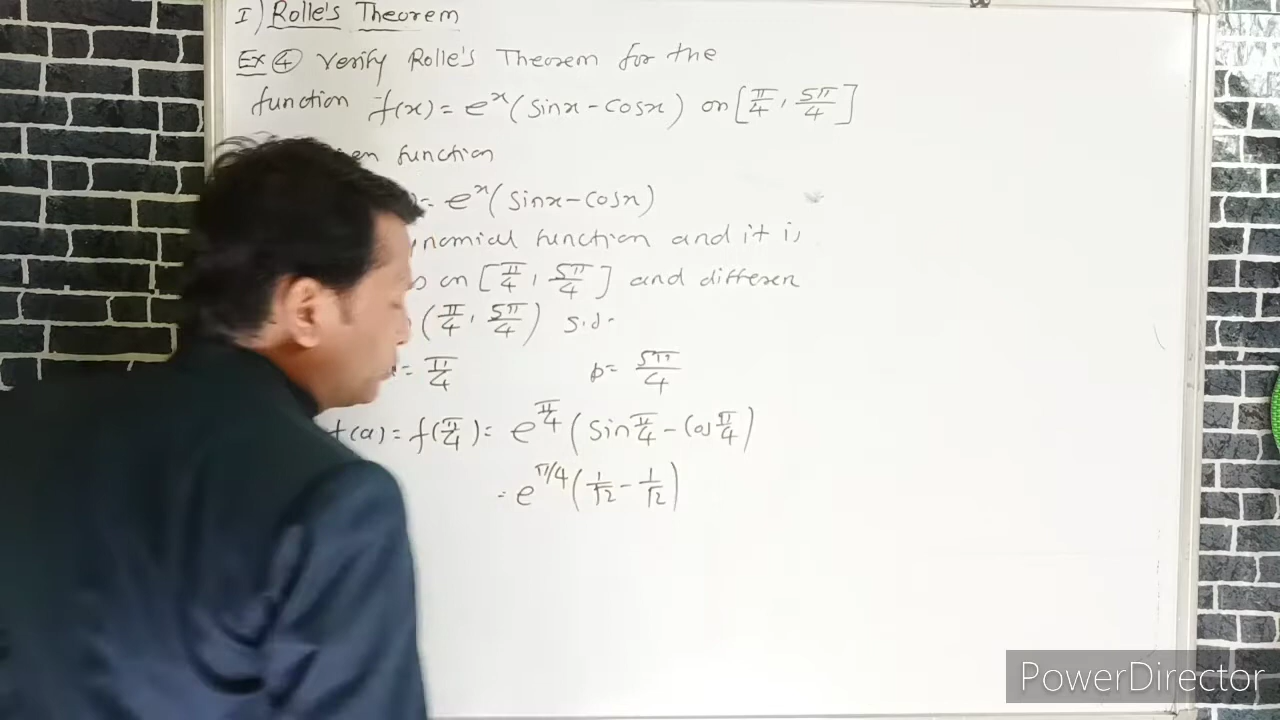 I) Rolle's Theorem
Ex ④ Verify Rolle's Theorem for the
function f(x) = e^x (sinx - cosx) on [π/4, 5π/4]
function
= e^x (sinx - cosx)
function and it is
on [π/4, 5π/4] and differen
(π/4, 5π/4) s.d.
= π/4 b = 5π/4
f(a) = f(π/4) = e^π/4 (sin π/4 - cos π/4)
= e^π/4 (1/√2 - 1/√2)
PowerDirector